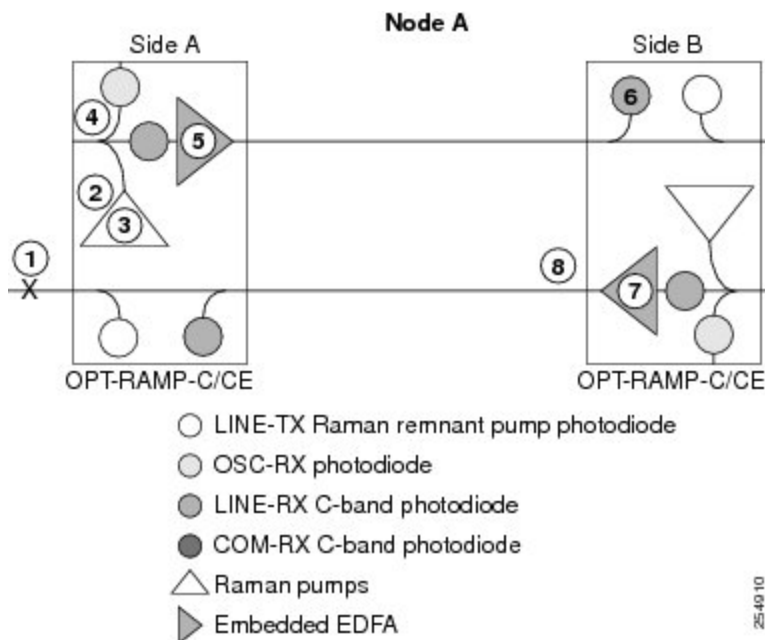 Node A
Side A
Side B
4
5
6
2
3
1
X
8
7
OPT-RAMP-C/CE
OPT-RAMP-C/CE
LINE-TX Raman remnant pump photodiode
OSC-RX photodiode
LINE-RX C-band photodiode
COM-RX C-band photodiode
Raman pumps
Embedded EDFA
254910